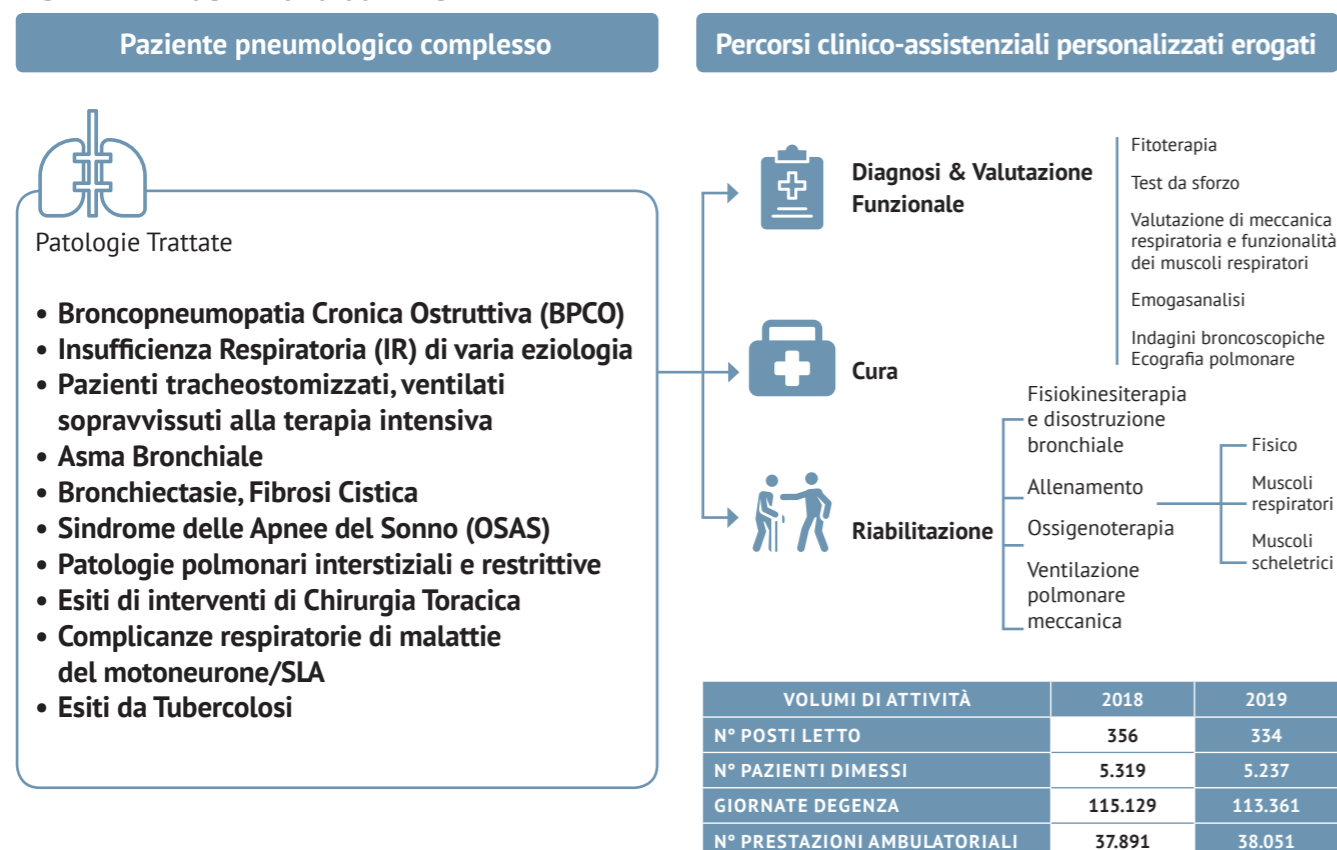 Paziente pneumologico complesso
Patologie Trattate
• Broncopneumopatia Cronica Ostruttiva (BPCO)
• Insufficienza Respiratoria (IR) di varia eziologia
• Pazienti tracheostomizzati, ventilati
sopravvissuti alla terapia intensiva
• Asma Bronchiale
• Bronchiectasie, Fibrosi Cistica
• Sindrome delle Apnee del Sonno (OSAS)
• Patologie polmonari interstiziali e restrittive
• Esiti di interventi di Chirurgia Toracica
• Complicanze respiratorie di malattie
del motoneurone/SLA
• Esiti da Tubercolosi
Percorsi clinico-assistenziali personalizzati erogati
Diagnosi & Valutazione
Funzionale
Fitoterapia
Test da sforzo
Valutazione di meccanica
respiratoria e funzionalità
dei muscoli respiratori
Emogasanalisi
Indagini broncoscopiche
Ecografia polmonare
Cura
Riabilitazione
Fisiokinesiterapia
e disostruzione
bronchiale
Allenamento
Ossigenoterapia
Ventilazione
polmonare
meccanica
Fisico
Muscoli
respiratori
Muscoli
scheletrici
VOLUMI DI ATTIVITÀ 2018 2019
N° POSTI LETTO 356 334
N° PAZIENTI DIMESSI 5.319 5.237
GIORNATE DEGENZA 115.129 113.361
N° PRESTAZIONI AMBULATORIALI 37.891 38.051